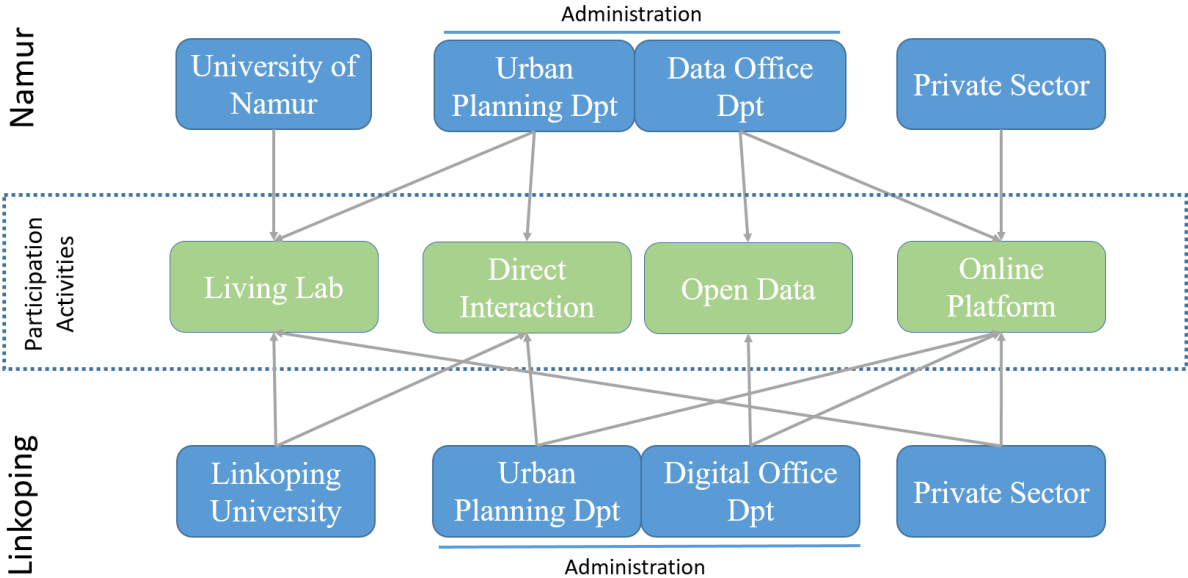 Administration
Namur
University of
Namur
Urban
Planning Dpt
Data Office
Dpt
Private Sector
Participation
Activities
Living Lab
Direct
Interaction
Open Data
Online
Platform
Linkoping
Linkoping
University
Urban
Planning Dpt
Digital Office
Dpt
Private Sector
Administration